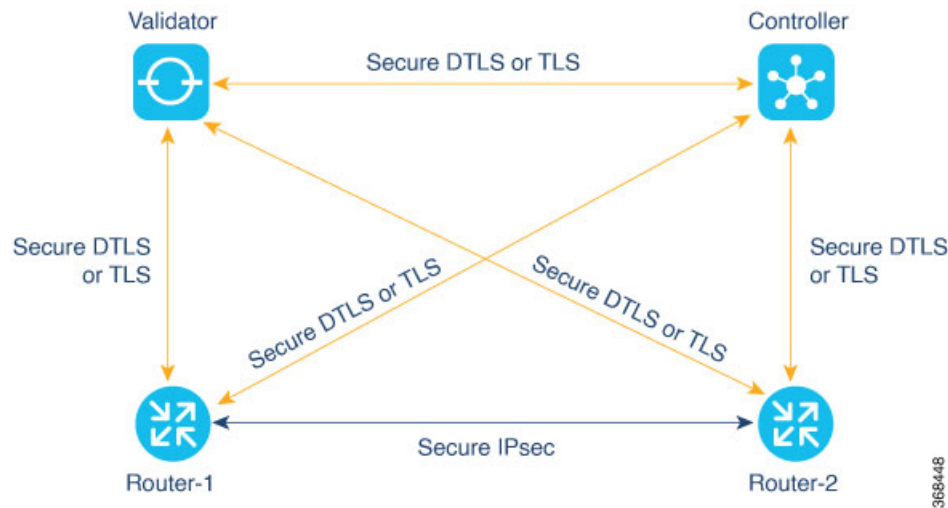 Validator
Controller
Secure DTLS or TLS
Secure DTLS
or TLS
Secure DTLS or TLS
Secure DTLS or TLS
Secure DTLS
or TLS
Secure IPsec
Router-1
Router-2
368448